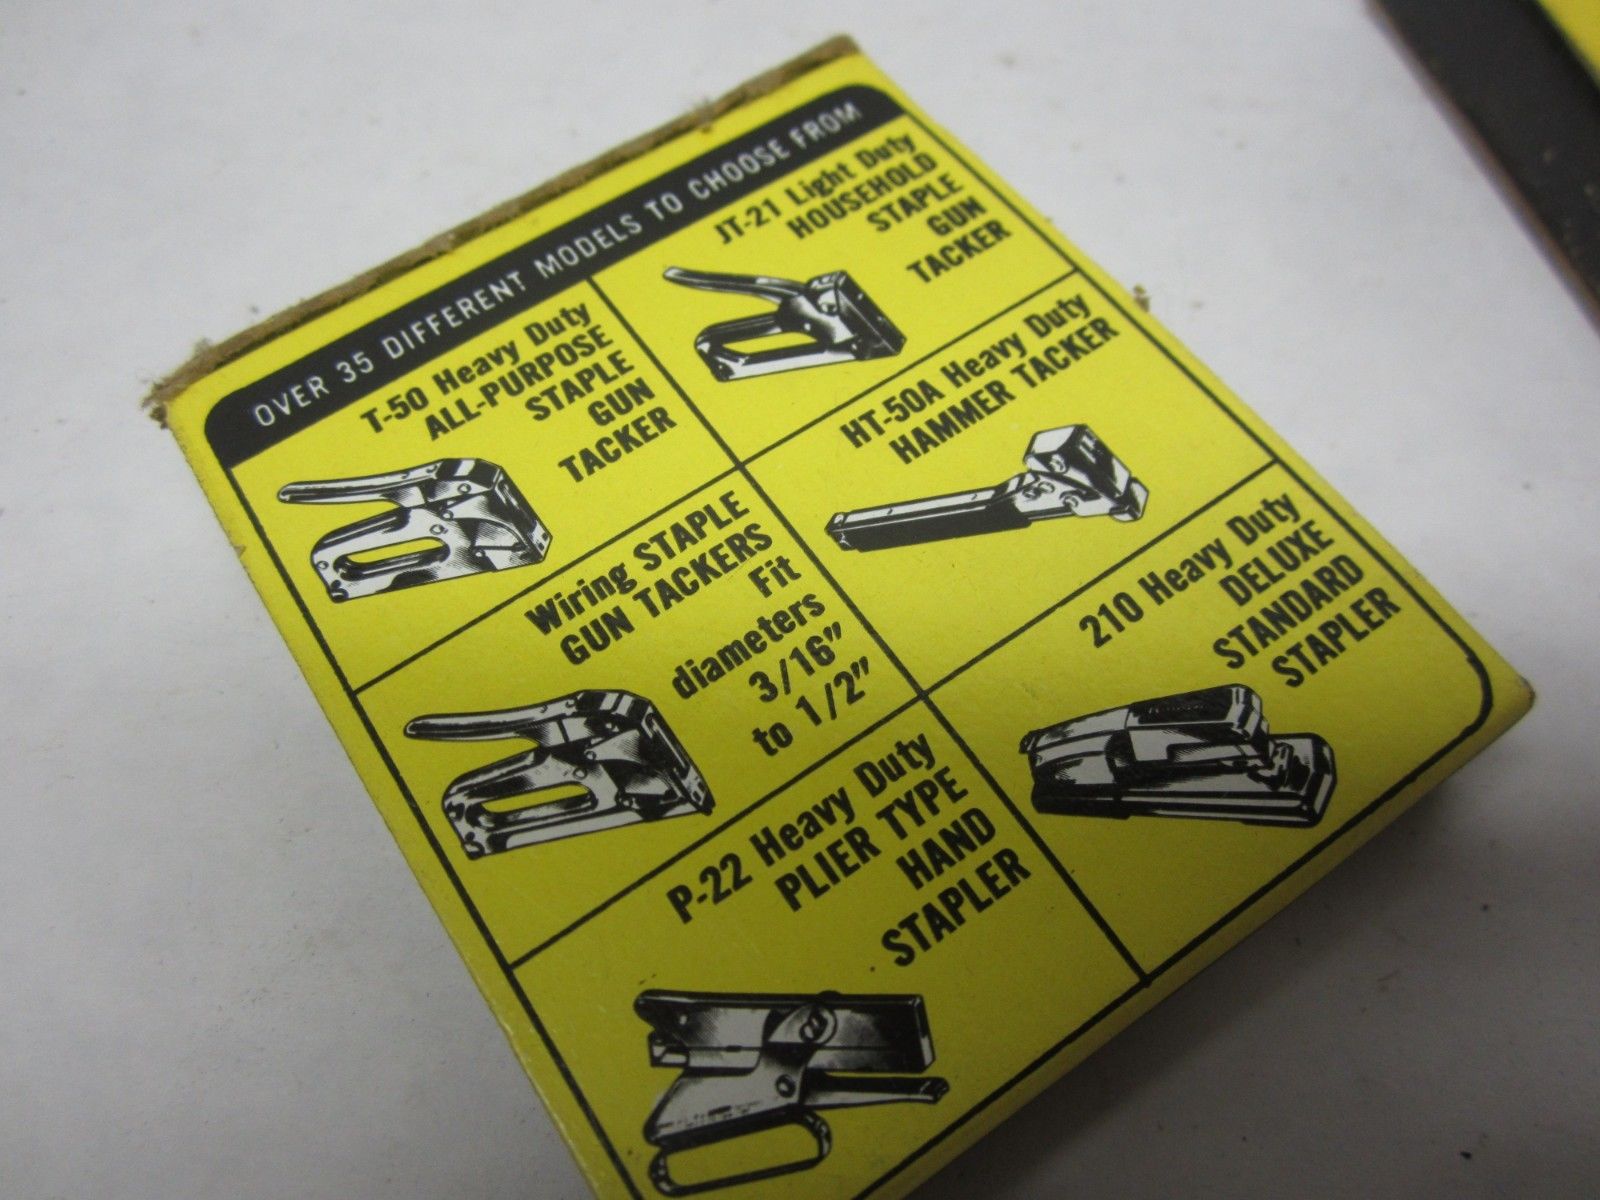 OVER 35 DIFFERENT MODELS TO CHOOSE FROM
T-50 Heavy Duty
ALL-PURPOSE
STAPLE
GUN
TACKER
JT-21 Light Duty
HOUSEHOLD
STAPLE
GUN
TACKER
Wiring STAPLE
GUN TACKERS
Fit
diameters
3/16"
to 1/2"
HT-50A Heavy Duty
HAMMER TACKER
P-22 Heavy Duty
PLIER TYPE
HAND
STAPLER
210 Heavy Duty
DELUXE
STANDARD
STAPLER